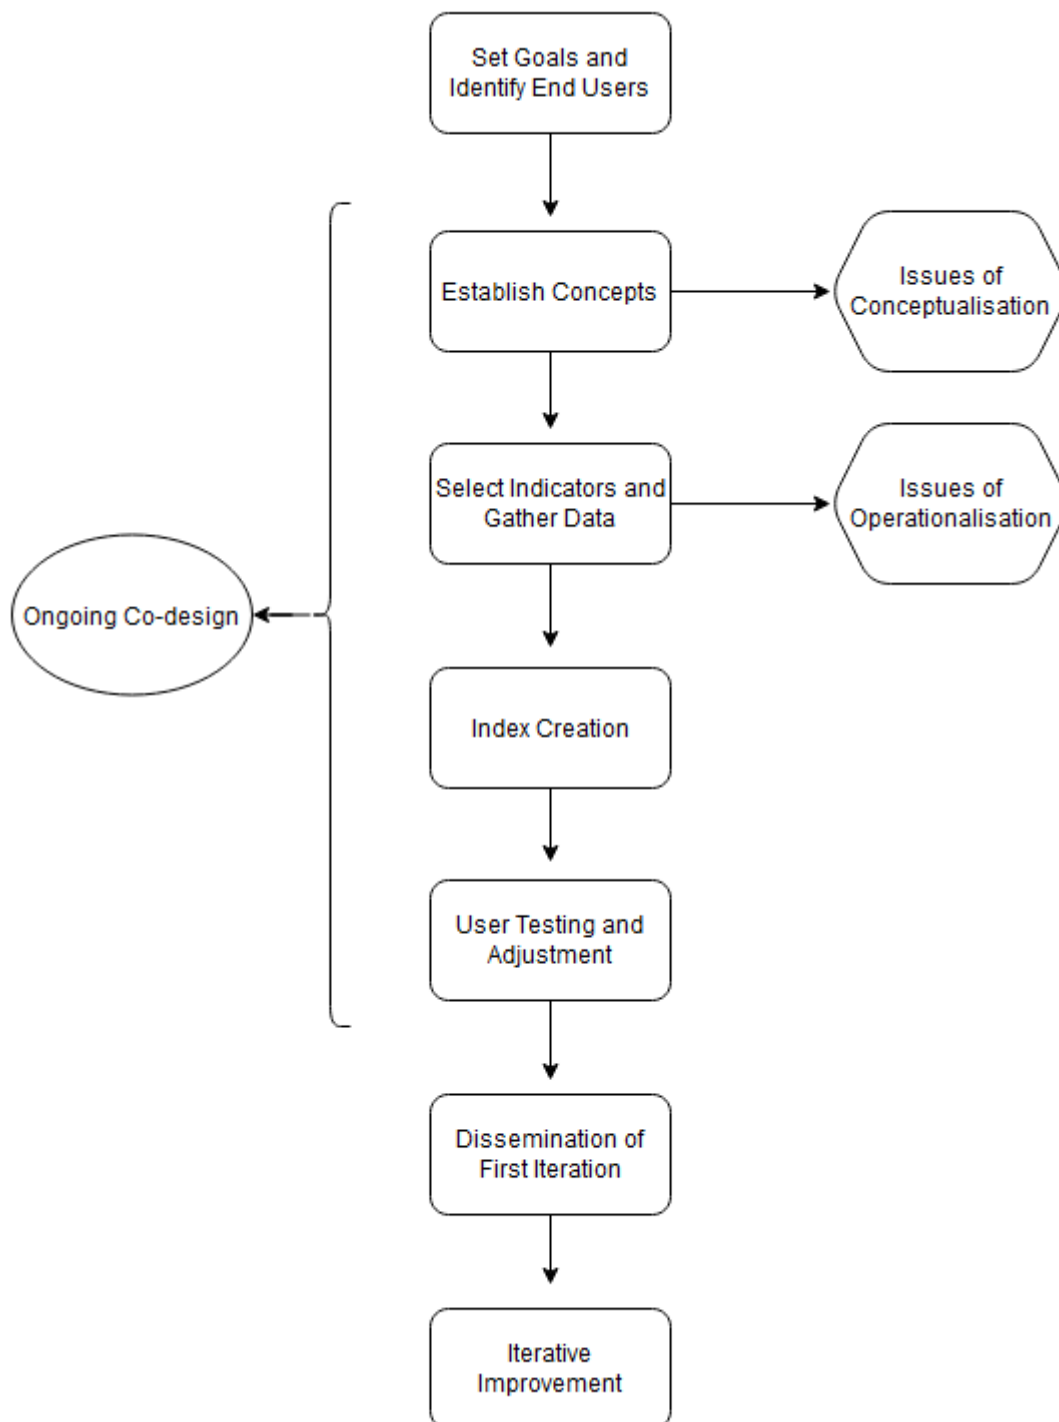 Set Goals and
Identify End Users
Establish Concepts
Issues of
Conceptualisation
Select Indicators and
Gather Data
Issues of
Operationalisation
Ongoing Co-design
Index Creation
User Testing and
Adjustment
Dissemination of
First Iteration
Iterative
Improvement